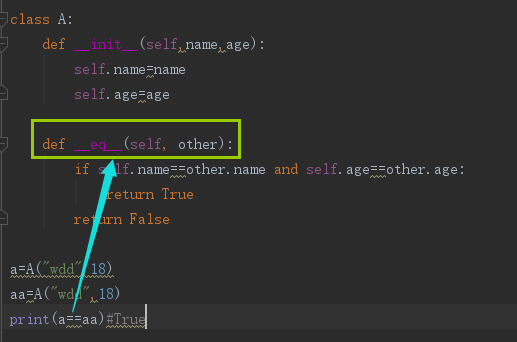 class A:
    def __init__(self,name,age):
        self.name=name
        self.age=age
    def __eq__(self, other):
        if self.name==other.name and self.age==other.age:
            return True
        return False
a=A("wdd",18)
aa=A("wdd",18)
print(a==aa)#True